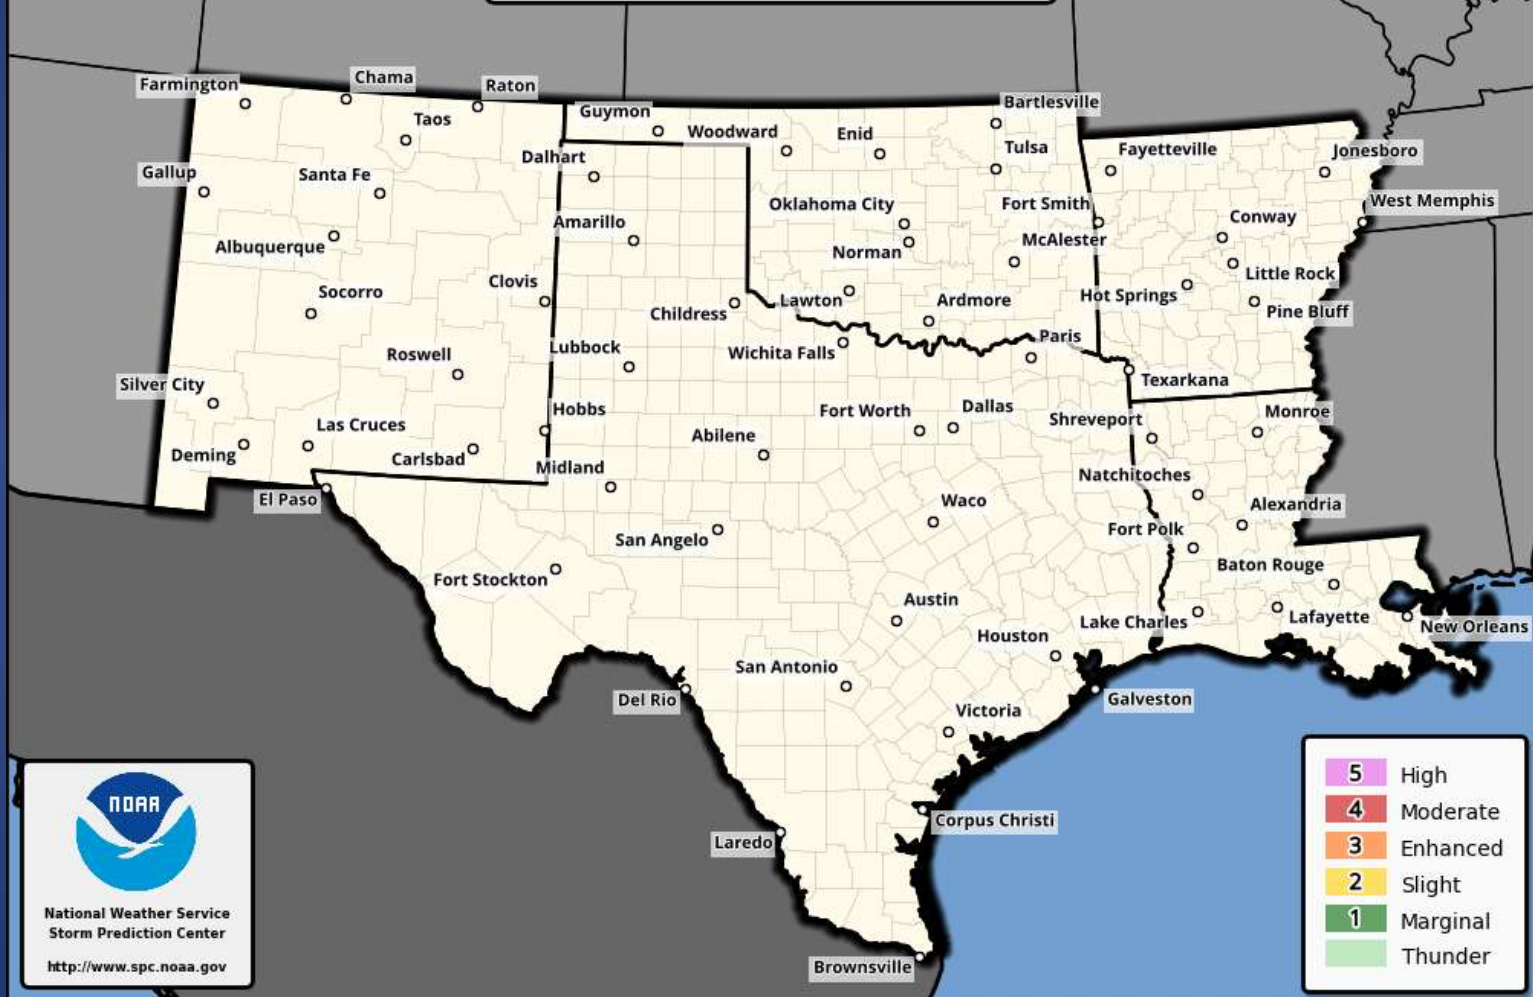 Farmington
Chama
Raton
Taos
Guymon
Woodward
Enid
Bartlesville
Tulsa
Fayetteville
Jonesboro
Dalhart
Gallup
Santa Fe
Oklahoma City
Fort Smith
West Memphis
Amarillo
Conway
Albuquerque
Norman
McAlester
Little Rock
Clovis
Socorro
Childress
Lawton
Ardmore
Hot Springs
Pine Bluff
Roswell
Lubbock
Wichita Falls
Paris
Texarkana
Silver City
Hobbs
Fort Worth
Dallas
Shreveport
Monroe
Las Cruces
Abilene
Deming
Carlsbad
Midland
Natchitoches
El Paso
Waco
Alexandria
San Angelo
Fort Polk
Fort Stockton
Baton Rouge
Austin
Houston
Lake Charles
Lafayette
New Orleans
San Antonio
Del Rio
Galveston
Victoria
Corpus Christi
Laredo
Brownsville
NOAA
National Weather Service
Storm Prediction Center
http://www.spc.noaa.gov
5 High
4 Moderate
3 Enhanced
2 Slight
1 Marginal
Thunder